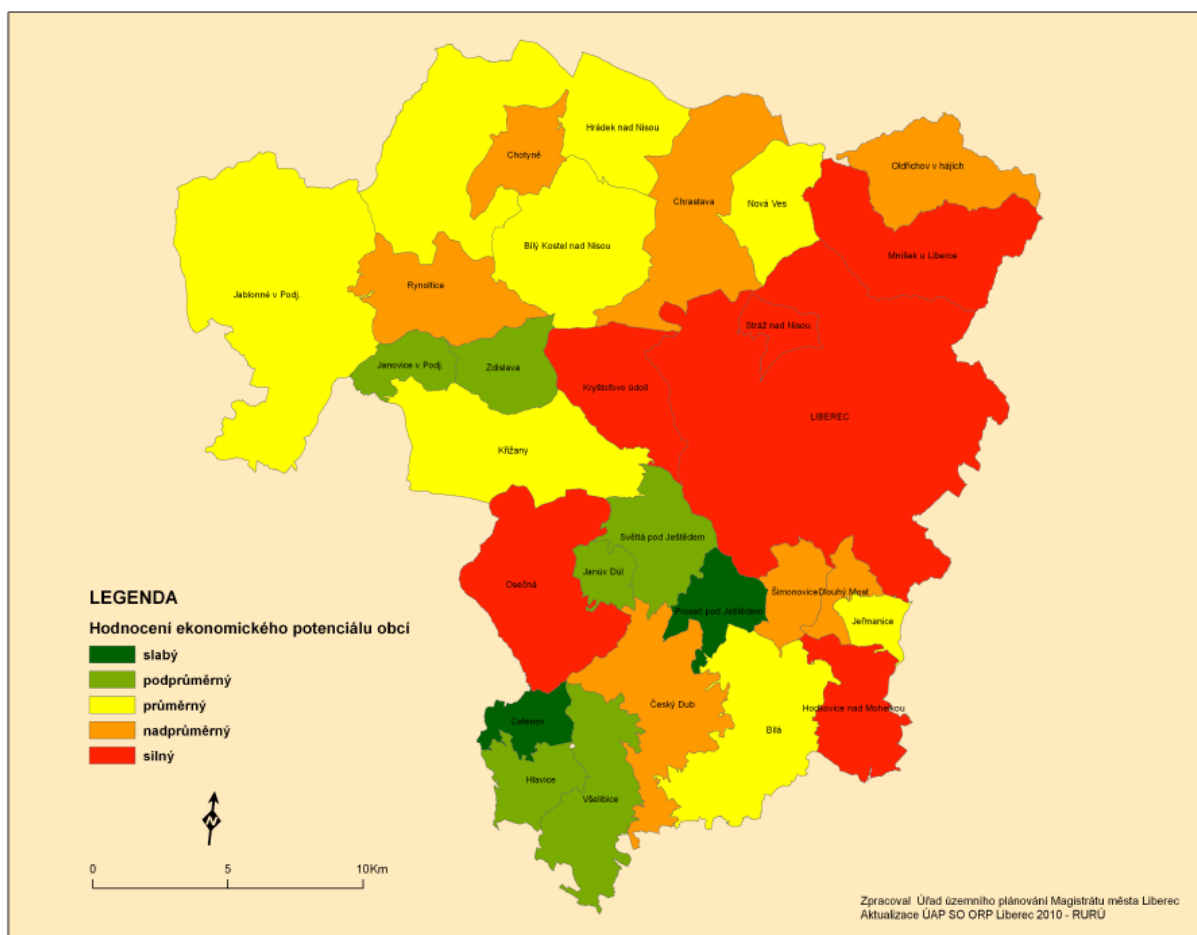 Hrádek nad Nisou
Chotyně
Oldřichov v hájích
Chrastava
Nová Ves
Bílý Kostel nad Nisou
Mníšek u Liberce
Rynoltice
Jablonné v Podj.
Stráž nad Nisou
Janovice v Podj.
Zdislava
Kryštofovo údolí
LIBEREC
Křižany
Světlá pod Ještědem
Janův Důl
Osečná
Šimonovice
Dlouhý Most
Proseč pod Ještědem
Jeřmanice
Český Dub
Hodkovice nad Mohelkou
Cetenov
Bílá
Hlavice
Všelibice
LEGENDA
Hodnocení ekonomického potenciálu obcí
slabý
podprůměrný
průměrný
nadprůměrný
silný
N
0 5 10Km
Zpracoval Úřad územního plánování Magistrátu města Liberec
Aktualizace ÚAP SO ORP Liberec 2010 - RURÚ